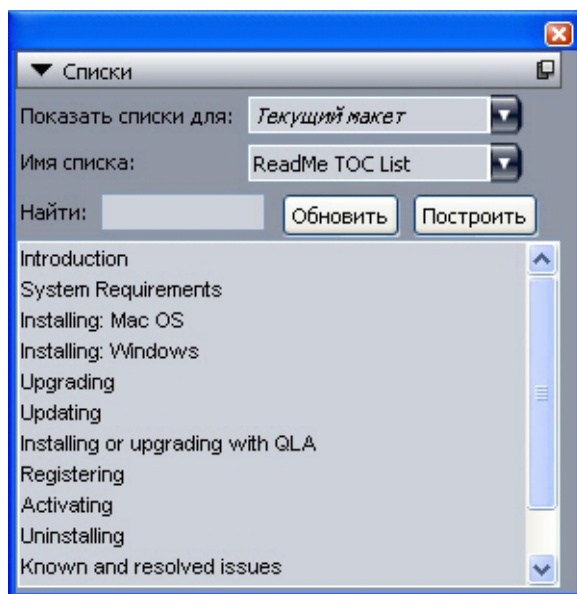 Списки
Показать списки для: Текущий макет
Имя списка: ReadMe TOC List
Найти: Обновить Построить
Introduction
System Requirements
Installing: Mac OS
Installing: Windows
Upgrading
Updating
Installing or upgrading with QLA
Registering
Activating
Uninstalling
Known and resolved issues